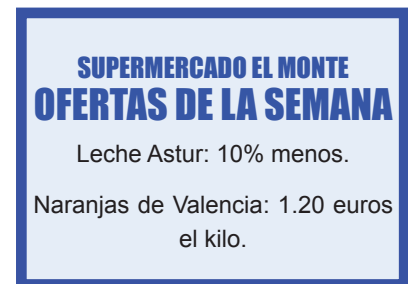 SUPERMERCADO EL MONTE
OFERTAS DE LA SEMANA
Leche Astur: 10% menos.
Naranjas de Valencia: 1.20 euros
el kilo.